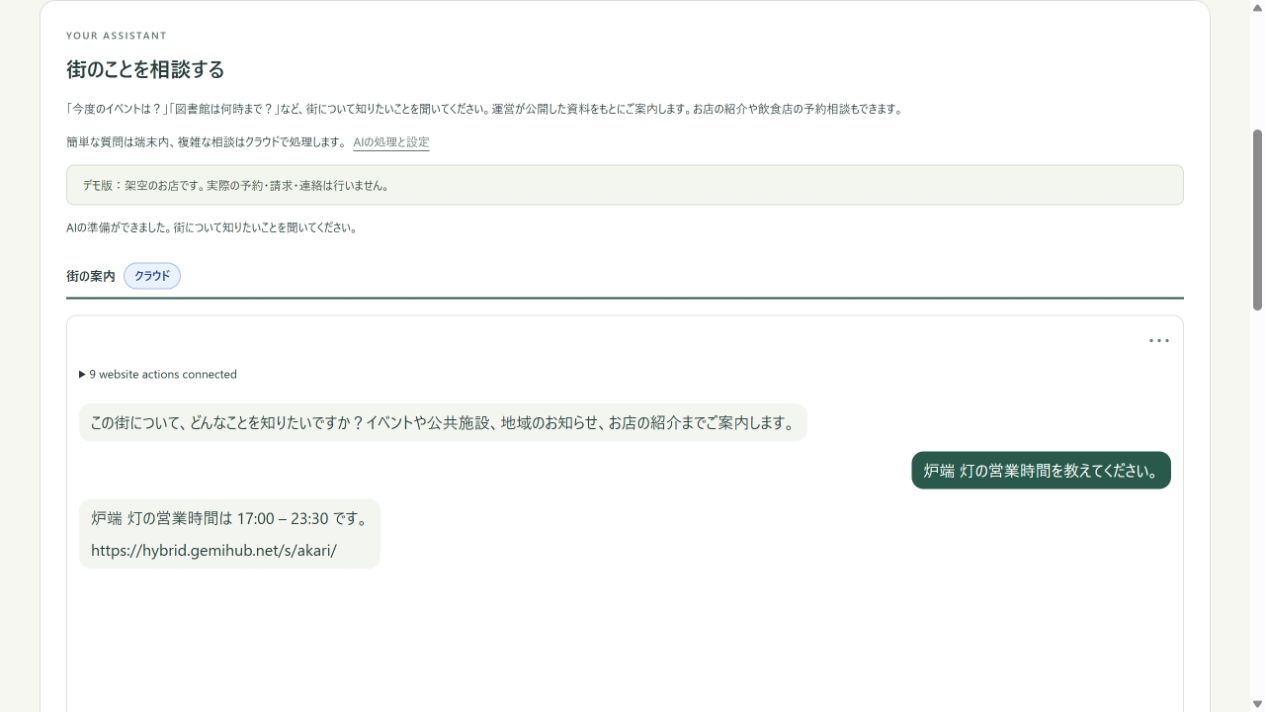 YOUR ASSISTANT
街のことを相談する
「今度のイベントは？」「図書館は何時まで？」など、街について知りたいことを聞いてください。運営が公開した資料をもとにご案内します。お店の紹介や飲食店の予約相談もできます。
簡単な質問は端末内、複雑な相談はクラウドで処理します。 AIの処理と設定
デモ版：架空のお店です。実際の予約・請求・連絡は行いません。
AIの準備ができました。街について知りたいことを聞いてください。
街の案内 クラウド
▶ 9 website actions connected
この街について、どんなことを知りたいですか？イベントや公共施設、地域のお知らせ、お店の紹介までご案内します。
炉端 灯の営業時間を教えてください。
炉端 灯の営業時間は 17:00 – 23:30 です。
https://hybrid.gemihub.net/s/akari/